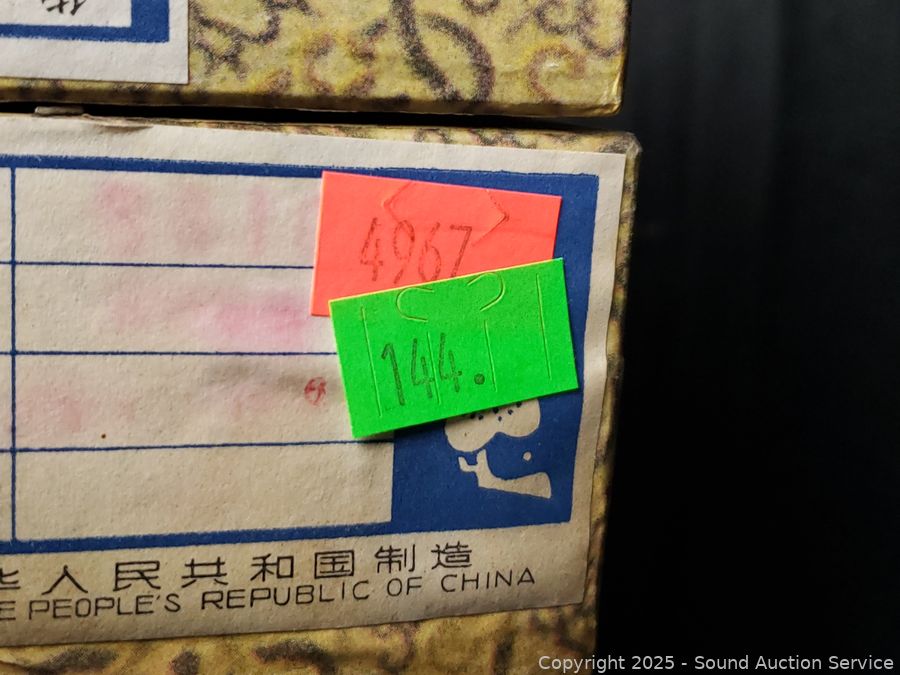 4967
144.
人民共和国制造
PEOPLE'S REPUBLIC OF CHINA
Copyright 2025 - Sound Auction Service